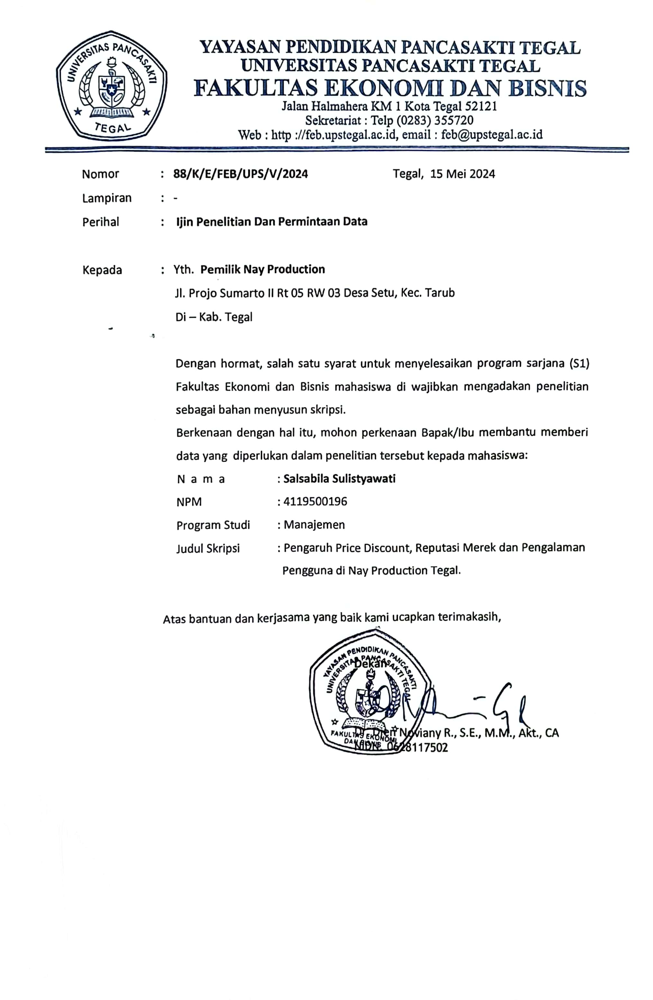 UNIVERSITAS PANCASAKTI
TEGAL
YAYASAN PENDIDIKAN PANCASAKTI TEGAL
UNIVERSITAS PANCASAKTI TEGAL
FAKULTAS EKONOMI DAN BISNIS
Jalan Halmahera KM 1 Kota Tegal 52121
Sekretariat : Telp (0283) 355720
Web : http ://feb.upstegal.ac.id, email : feb@upstegal.ac.id
Nomor : 88/K/E/FEB/UPS/V/2024 Tegal, 15 Mei 2024
Lampiran : -
Perihal : Ijin Penelitian Dan Permintaan Data
Kepada : Yth. Pemilik Nay Production
Jl. Projo Sumarto II Rt 05 RW 03 Desa Setu, Kec. Tarub
Di – Kab. Tegal
Dengan hormat, salah satu syarat untuk menyelesaikan program sarjana (S1)
Fakultas Ekonomi dan Bisnis mahasiswa di wajibkan mengadakan penelitian
sebagai bahan menyusun skripsi.
Berkenaan dengan hal itu, mohon perkenaan Bapak/Ibu membantu memberi
data yang diperlukan dalam penelitian tersebut kepada mahasiswa:
N a m a : Salsabila Sulistyawati
NPM : 4119500196
Program Studi : Manajemen
Judul Skripsi : Pengaruh Price Discount, Reputasi Merek dan Pengalaman
Pengguna di Nay Production Tegal.
Atas bantuan dan kerjasama yang baik kami ucapkan terimakasih,
YAYASAN PENDIDIKAN PANCASAKTI
UNIVERSITAS PANCASAKTI TEGAL
Dekan
FAKULTAS EKONOMI
DAN BISNIS
Noviany R., S.E., M.M., Akt., CA
NIDN. 0628117502